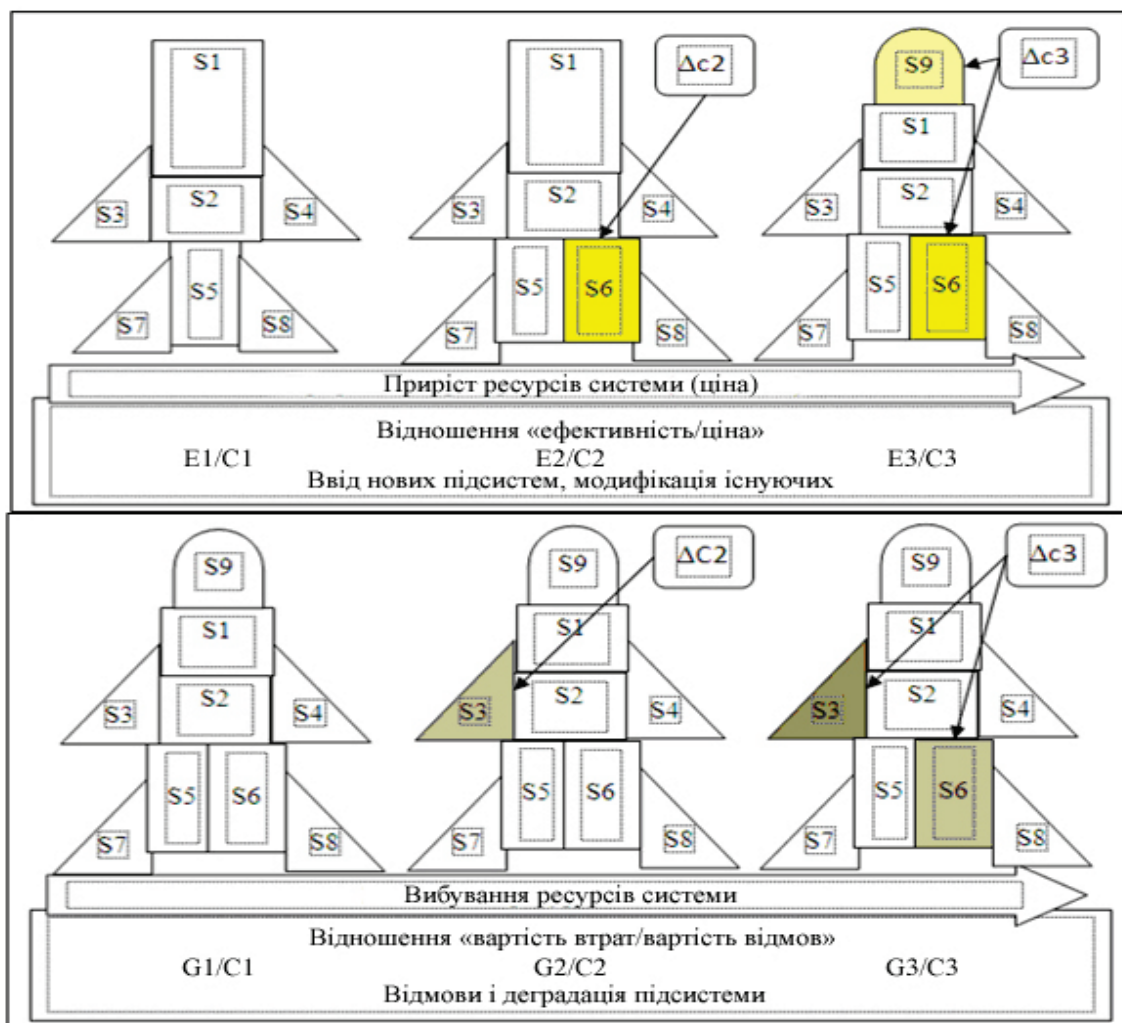 S1 S1 Δc2 S9 Δc3
S1
S2 S2 S2
S3 S4 S3 S4 S3 S4
S5 S5 S6 S5 S6
S7 S8 S7 S8 S7 S8
Приріст ресурсів системи (ціна)
Відношення «ефективність/ціна»
E1/C1 E2/C2 E3/C3
Ввід нових підсистем, модифікація існуючих
S9 S9 ΔC2 S9 Δc3
S1 S1 S1
S2 S2 S2
S3 S4 S3 S4 S3 S4
S5 S6 S5 S6 S5 S6
S7 S8 S7 S8 S7 S8
Вибування ресурсів системи
Відношення «вартість втрат/вартість відмов»
G1/C1 G2/C2 G3/C3
Відмови і деградація підсистеми